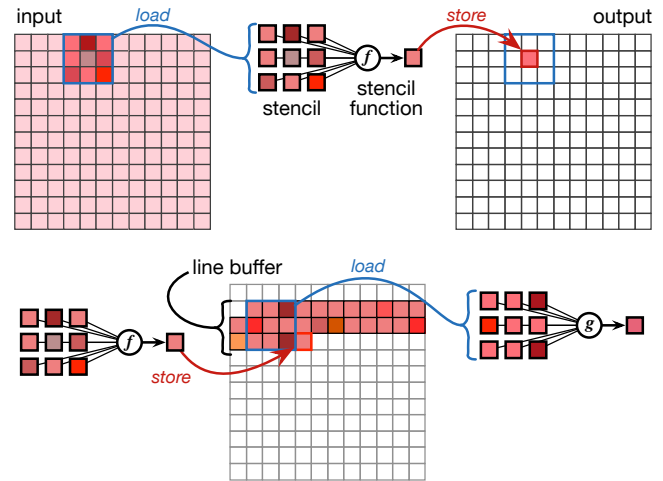 input
load
f
store
output
stencil
stencil
function
line buffer
load
f
store
g